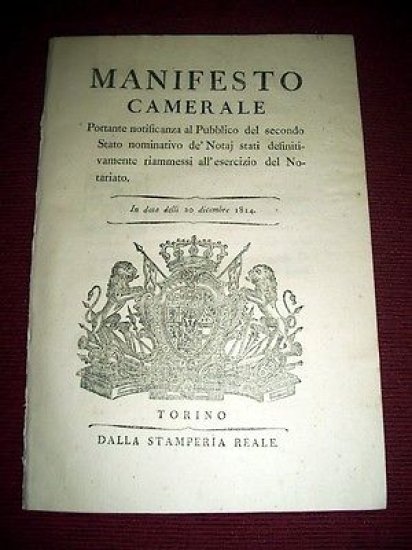 MANIFESTO
CAMERALE
Portante notificanza al Pubblico del secondo
Stato nominativo de' Notaj stati definiti-
vamente riammessi all'esercizio del No-
tariato.
In data delli 20 dicembre 1814.
TORINO
DALLA STAMPERÍA REALE.